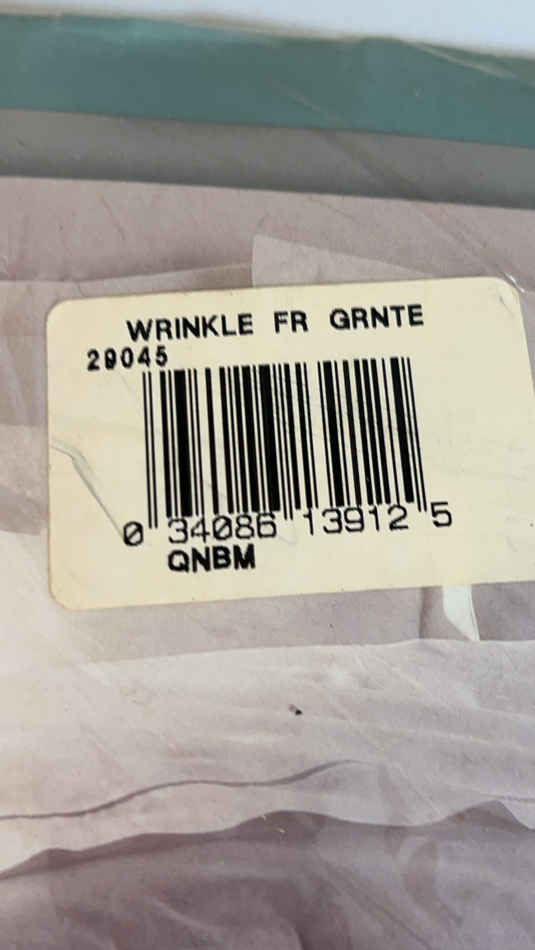 WRINKLE FR GRNTE
29045
0 34086 13912 5
QNBM